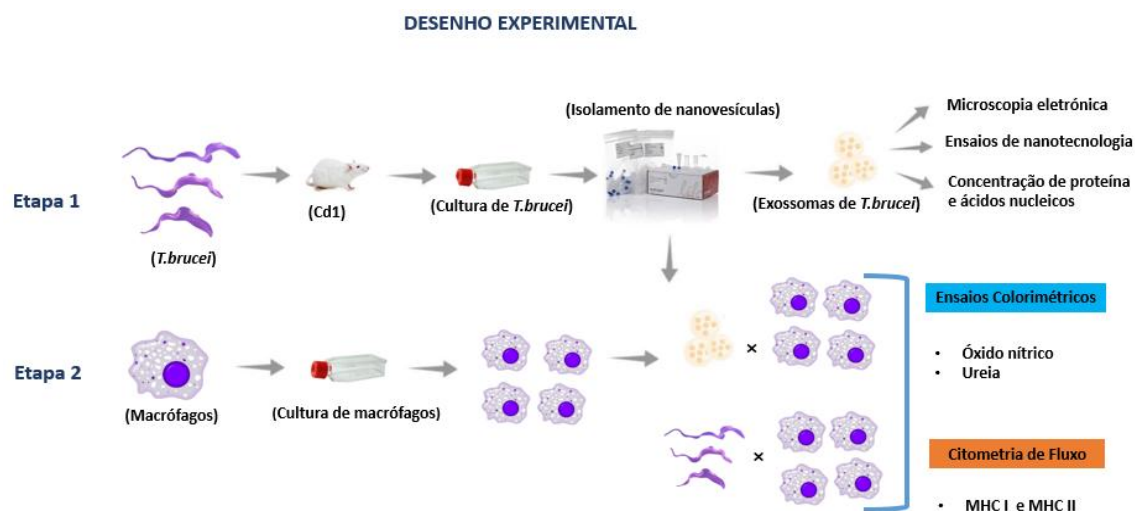 DESENHO EXPERIMENTAL
Etapa 1
(T.brucei)
(Cd1)
(Cultura de T.brucei)
(Isolamento de nanovesículas)
(Exossomas de T.brucei)
Microscopia eletrónica
Ensaios de nanotecnologia
Concentração de proteína
e ácidos nucleicos
Etapa 2
(Macrófagos)
(Cultura de macrófagos)
×
×
Ensaios Colorimétricos
• Óxido nítrico
• Ureia
Citometria de Fluxo
• MHC I e MHC II